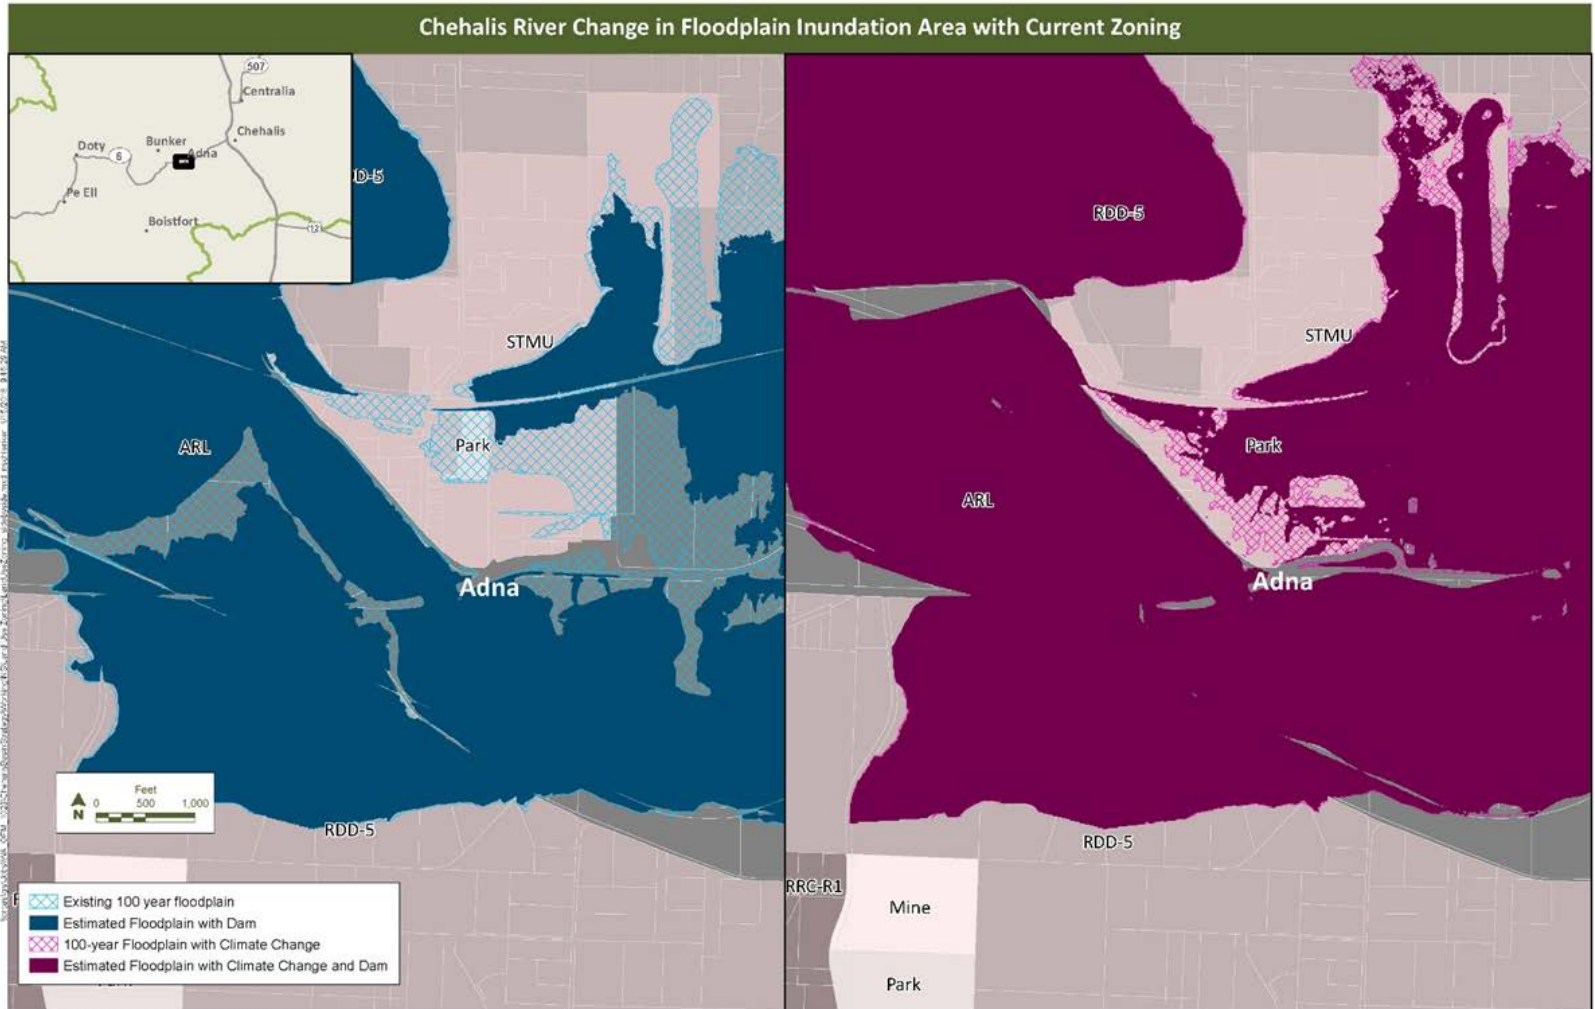 Chehalis River Change in Floodplain Inundation Area with Current Zoning
507
Centralia
Chehalis
Bunker
Adna
Doty
6
Pe Ell
Boistfort
12
RDD-5
STMU
Park
ARL
Adna
RDD-5
Feet
0 500 1,000
N
Existing 100 year floodplain
Estimated Floodplain with Dam
100-year Floodplain with Climate Change
Estimated Floodplain with Climate Change and Dam
RDD-5
STMU
Park
ARL
Adna
RDD-5
RRC-R1
Mine
Park